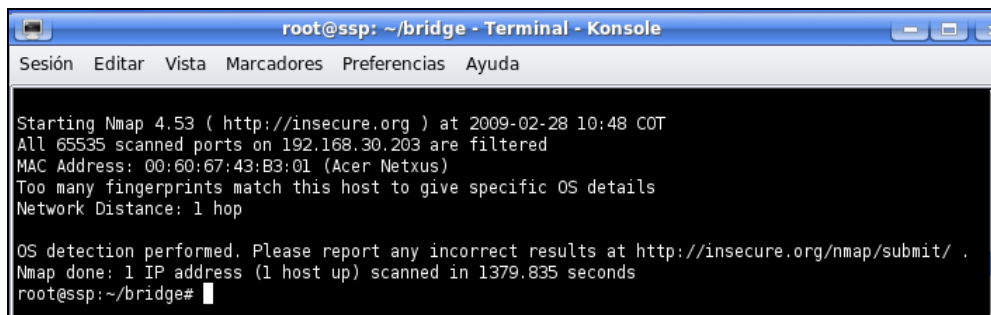 root@ssp: ~/bridge - Terminal - Konsole
Sesión Editar Vista Marcadores Preferencias Ayuda
Starting Nmap 4.53 ( http://insecure.org ) at 2009-02-28 10:48 COT
All 65535 scanned ports on 192.168.30.203 are filtered
MAC Address: 00:60:67:43:B3:01 (Acer Netxus)
Too many fingerprints match this host to give specific OS details
Network Distance: 1 hop
OS detection performed. Please report any incorrect results at http://insecure.org/nmap/submit/ .
Nmap done: 1 IP address (1 host up) scanned in 1379.835 seconds
root@ssp:~/bridge#